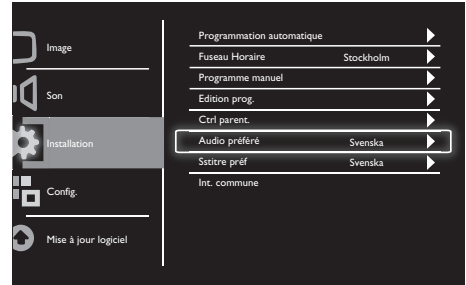 Image
Son
Installation
Config.
Mise à jour logiciel
Programmation automatique
Fuseau Horaire Stockholm
Programme manuel
Edition prog.
Ctrl parent.
Audio préféré Svenska
Sstitre préf Svenska
Int. commune